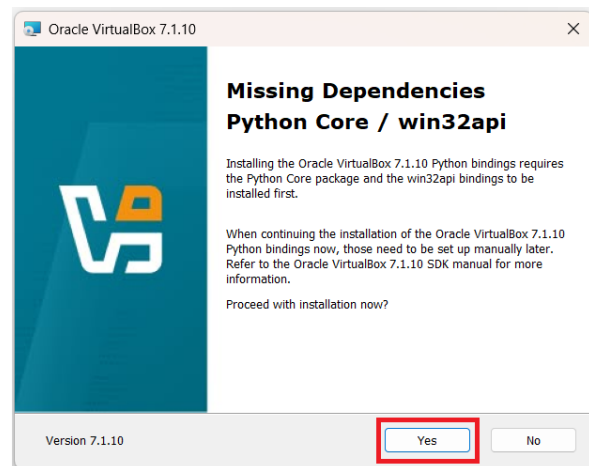 Oracle VirtualBox 7.1.10
Missing Dependencies
Python Core / win32api
Installing the Oracle VirtualBox 7.1.10 Python bindings requires
the Python Core package and the win32api bindings to be
installed first.
When continuing the installation of the Oracle VirtualBox 7.1.10
Python bindings now, those need to be set up manually later.
Refer to the Oracle VirtualBox 7.1.10 SDK manual for more
information.
Proceed with installation now?
Version 7.1.10
Yes
No